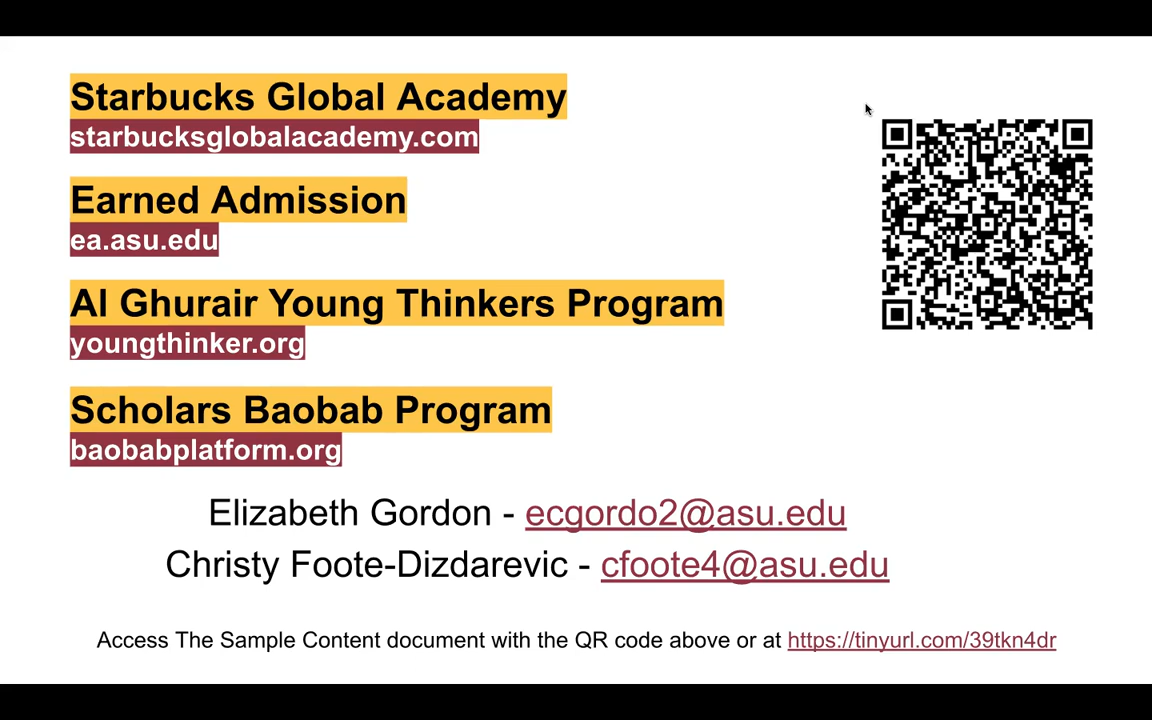 Starbucks Global Academy
starbucksglobalacademy.com
Earned Admission
ea.asu.edu
Al Ghurair Young Thinkers Program
youngthinker.org
Scholars Baobab Program
baobabplatform.org
Elizabeth Gordon - ecgordo2@asu.edu
Christy Foote-Dizdarevic - cfoote4@asu.edu
Access The Sample Content document with the QR code above or at https://tinyurl.com/39tkn4dr